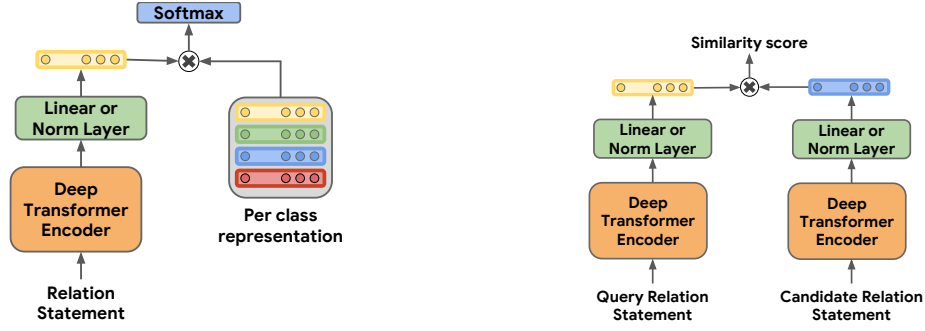 Softmax
Linear or
Norm Layer
Deep
Transformer
Encoder
Relation
Statement
Per class
representation
Similarity score
Linear or
Norm Layer
Deep
Transformer
Encoder
Query Relation
Statement
Linear or
Norm Layer
Deep
Transformer
Encoder
Candidate Relation
Statement